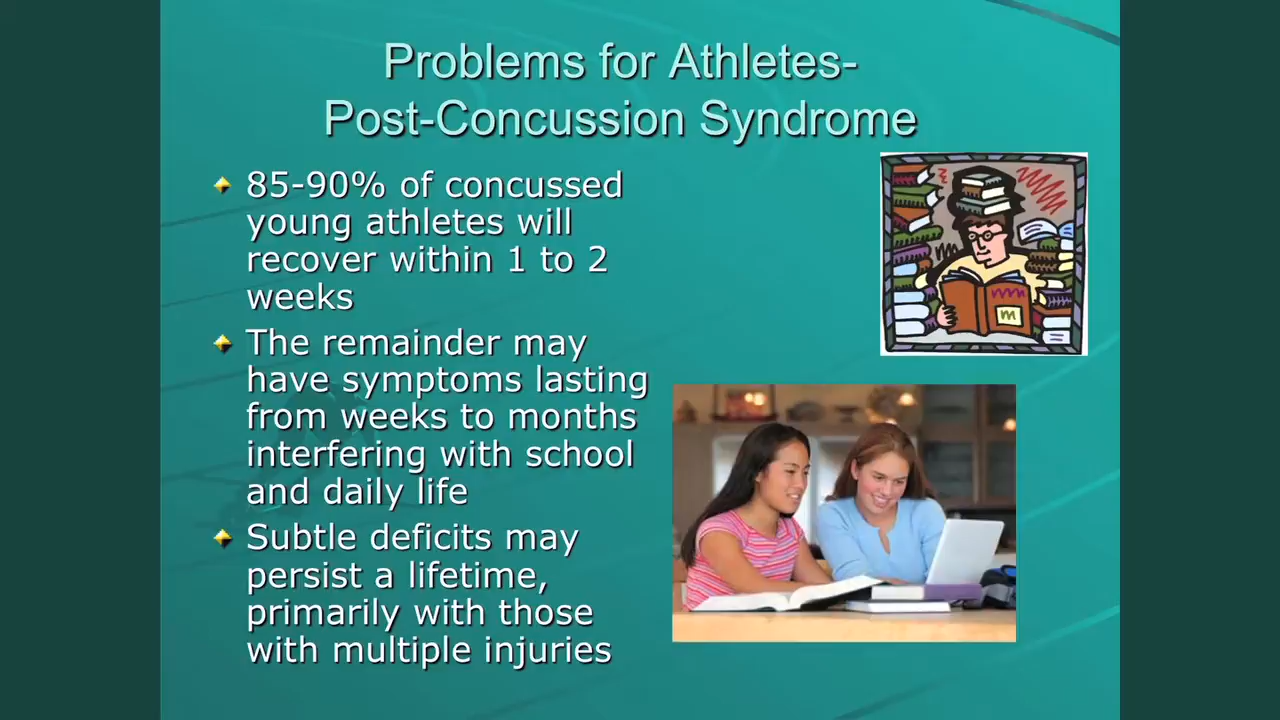 Problems for Athletes-
Post-Concussion Syndrome
85-90% of concussed
young athletes will
recover within 1 to 2
weeks
The remainder may
have symptoms lasting
from weeks to months
interfering with school
and daily life
Subtle deficits may
persist a lifetime,
primarily with those
with multiple injuries